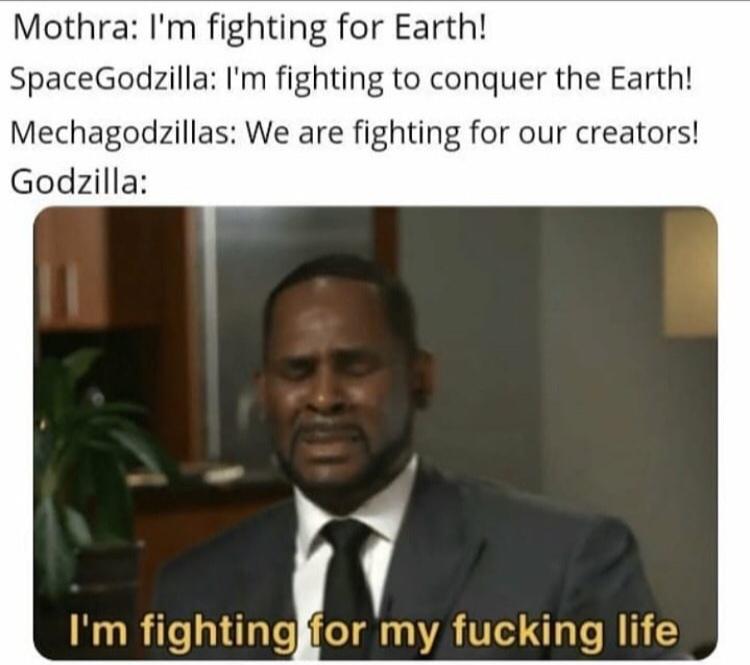 Mothra: I'm fighting for Earth!
SpaceGodzilla: I'm fighting to conquer the Earth!
Mechagodzillas: We are fighting for our creators!
Godzilla:
I'm fighting for my fucking life